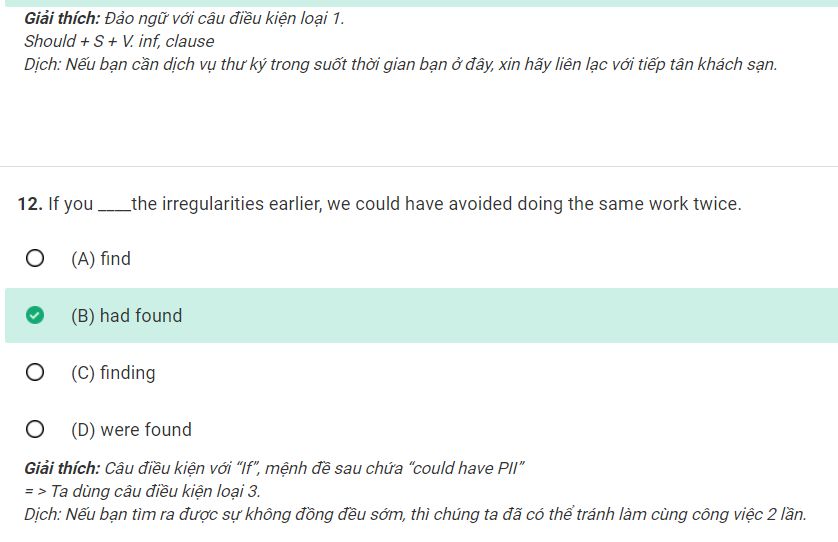 Giải thích: Đảo ngữ với câu điều kiện loại 1.
Should + S + V. inf, clause
Dịch: Nếu bạn cần dịch vụ thư ký trong suốt thời gian bạn ở đây, xin hãy liên lạc với tiếp tân khách sạn.
12. If you ____the irregularities earlier, we could have avoided doing the same work twice.
(A) find
(B) had found
(C) finding
(D) were found
Giải thích: Câu điều kiện với “If”, mệnh đề sau chứa “could have PII”
= > Ta dùng câu điều kiện loại 3.
Dịch: Nếu bạn tìm ra được sự không đồng đều sớm, thì chúng ta đã có thể tránh làm cùng công việc 2 lần.